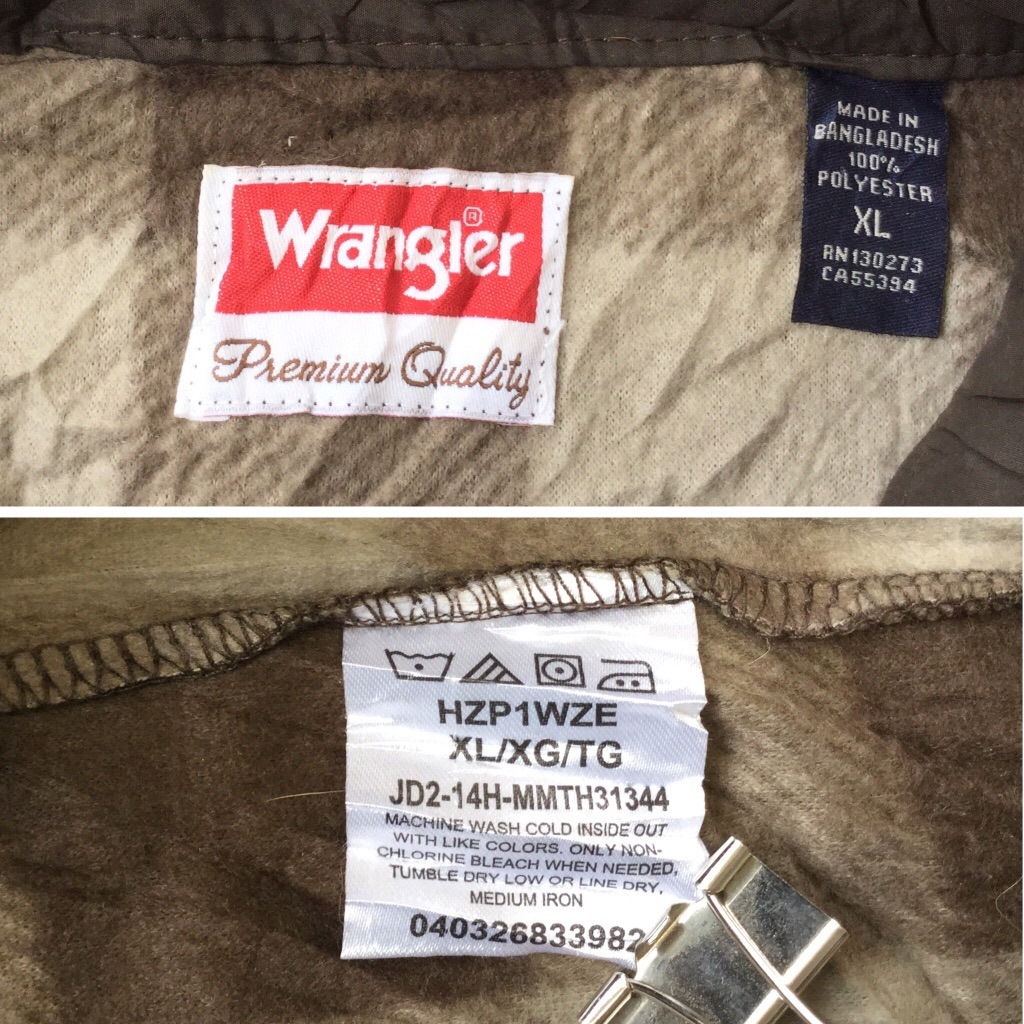 Wrangler®
Premium Quality
MADE IN
BANGLADESH
100%
POLYESTER
XL
RN130273
CA55394
HZP1WZE
XL/XG/TG
JD2-14H-MMTH31344
MACHINE WASH COLD INSIDE OUT
WITH LIKE COLORS. ONLY NON-
CHLORINE BLEACH WHEN NEEDED,
TUMBLE DRY LOW OR LINE DRY,
MEDIUM IRON
040326833982